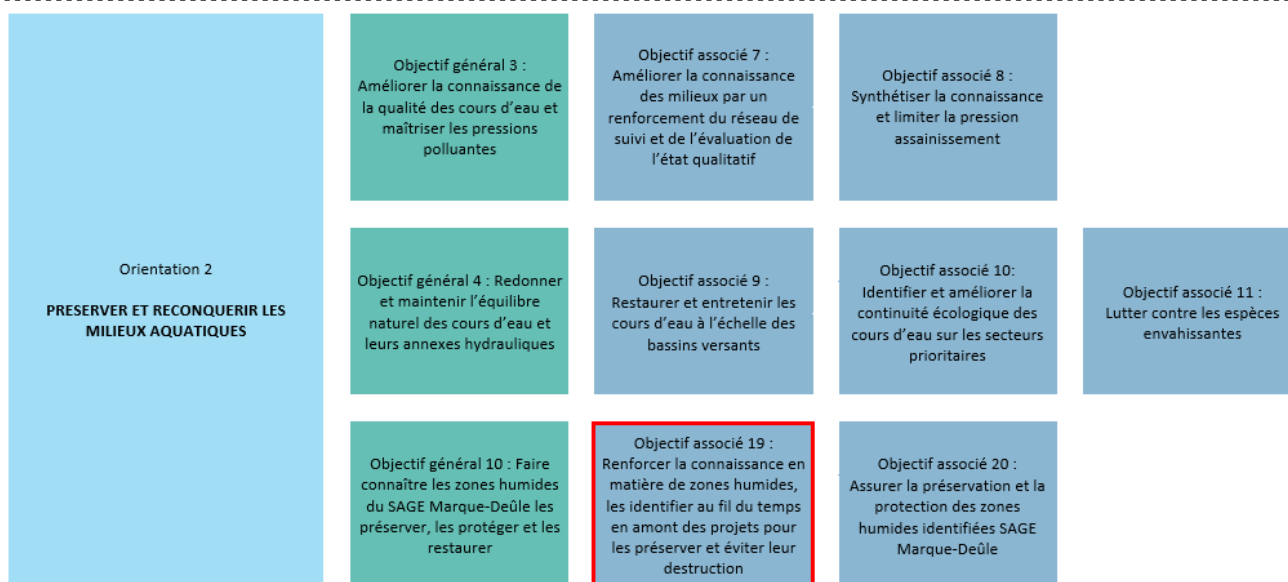 Orientation 2
PRESERVER ET RECONQUERIR LES
MILIEUX AQUATIQUES
Objectif général 3 :
Améliorer la connaissance de
la qualité des cours d'eau et
maîtriser les pressions
polluantes
Objectif associé 7 :
Améliorer la connaissance
des milieux par un
renforcement du réseau de
suivi et de l'évaluation de
l'état qualitatif
Objectif associé 8 :
Synthétiser la connaissance
et limiter la pression
assainissement
Objectif général 4 : Redonner
et maintenir l'équilibre
naturel des cours d'eau et
leurs annexes hydrauliques
Objectif associé 9 :
Restaurer et entretenir les
cours d'eau à l'échelle des
bassins versants
Objectif associé 10:
Identifier et améliorer la
continuité écologique des
cours d'eau sur les secteurs
prioritaires
Objectif associé 11 :
Lutter contre les espèces
envahissantes
Objectif général 10 : Faire
connaître les zones humides
du SAGE Marque-Deûle les
préserver, les protéger et les
restaurer
Objectif associé 19 :
Renforcer la connaissance en
matière de zones humides,
les identifier au fil du temps
en amont des projets pour
les préserver et éviter leur
destruction
Objectif associé 20 :
Assurer la préservation et la
protection des zones
humides identifiées SAGE
Marque-Deûle